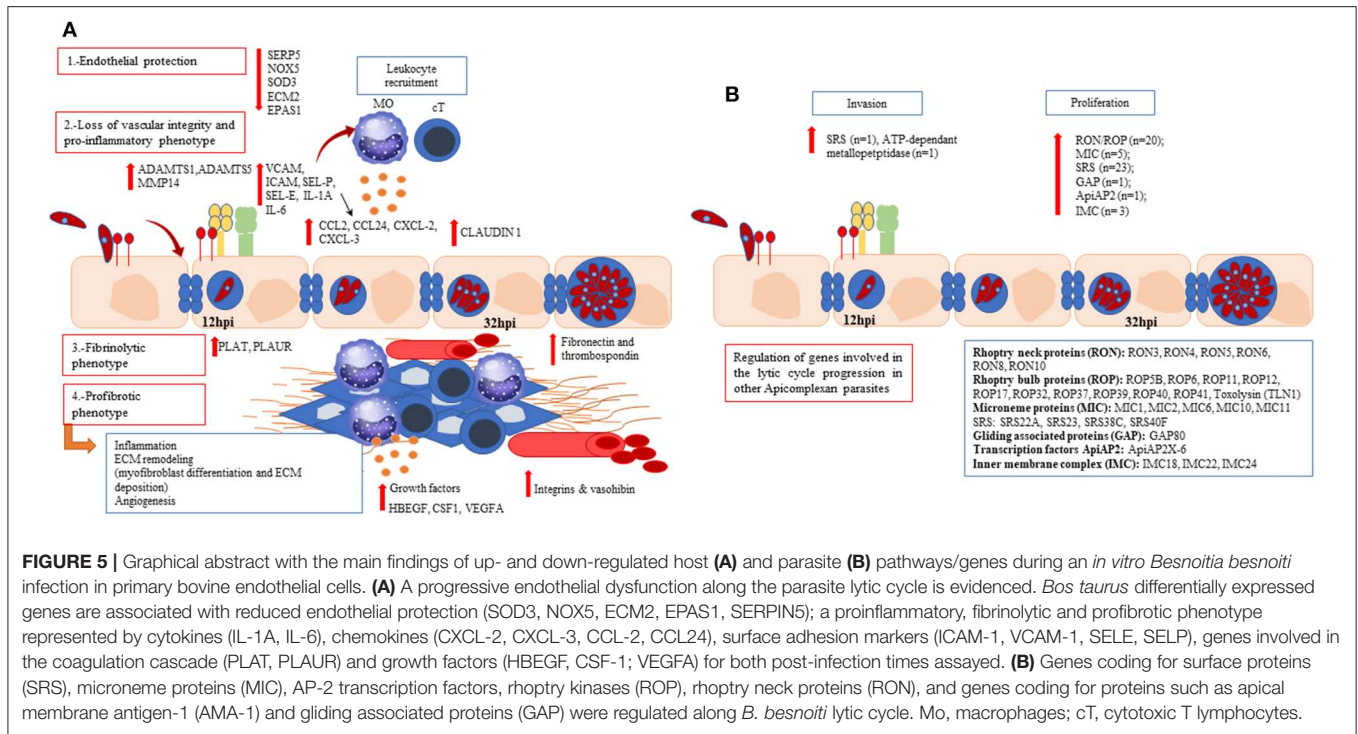 A
1.-Endothelial protection
SERP5
NOX5
SOD3
ECM2
EPAS1
Leukocyte
recruitment
MO
cT
2.-Loss of vascular integrity and
pro-inflammatory phenotype
ADAMTS1,ADAMTS5
MMP14
VCAM,
ICAM, SEL-P,
SEL-E, IL-1A
IL-6
CCL2, CCL24, CXCL-2,
CXCL-3
CLAUDIN 1
12hpi
32hpi
3.-Fibrinolytic
phenotype
PLAT, PLAUR
Fibronectin and
thrombospondin
4.-Profibrotic
phenotype
Inflammation
ECM remodeling
(myofibroblast differentiation and ECM
deposition)
Angiogenesis
Growth factors
HBEGF, CSF1, VEGFA
Integrins & vasohibin
B
Invasion
SRS (n=1), ATP-dependant
metallopetptidase (n=1)
Proliferation
RON/ROP (n=20);
MIC (n=5);
SRS (n=23);
GAP (n=1);
ApiAP2 (n=1);
IMC (n= 3)
12hpi
32hpi
Regulation of genes involved in
the lytic cycle progression in
other Apicomplexan parasites
Rhoptry neck proteins (RON): RON3, RON4, RON5, RON6,
RON8, RON10
Rhoptry bulb proteins (ROP): ROP5B, ROP6, ROP11, ROP12,
ROP17, ROP32, ROP37, ROP39, ROP40, ROP41, Toxolysin (TLN1)
Microneme proteins (MIC): MIC1, MIC2, MIC6, MIC10, MIC11
SRS: SRS22A, SRS23, SRS38C, SRS40F
Gliding associated proteins (GAP): GAP80
Transcription factors ApiAP2: ApiAP2X-6
Inner membrane complex (IMC): IMC18, IMC22, IMC24
FIGURE 5 | Graphical abstract with the main findings of up- and down-regulated host (A) and parasite (B) pathways/genes during an in vitro Besnoitia besnoiti
infection in primary bovine endothelial cells. (A) A progressive endothelial dysfunction along the parasite lytic cycle is evidenced. Bos taurus differentially expressed
genes are associated with reduced endothelial protection (SOD3, NOX5, ECM2, EPAS1, SERPIN5); a proinflammatory, fibrinolytic and profibrotic phenotype
represented by cytokines (IL-1A, IL-6), chemokines (CXCL-2, CXCL-3, CCL-2, CCL24), surface adhesion markers (ICAM-1, VCAM-1, SELE, SELP), genes involved in
the coagulation cascade (PLAT, PLAUR) and growth factors (HBEGF, CSF-1; VEGFA) for both post-infection times assayed. (B) Genes coding for surface proteins
(SRS), microneme proteins (MIC), AP-2 transcription factors, rhoptry kinases (ROP), rhoptry neck proteins (RON), and genes coding for proteins such as apical
membrane antigen-1 (AMA-1) and gliding associated proteins (GAP) were regulated along B. besnoiti lytic cycle. Mo, macrophages; cT, cytotoxic T lymphocytes.